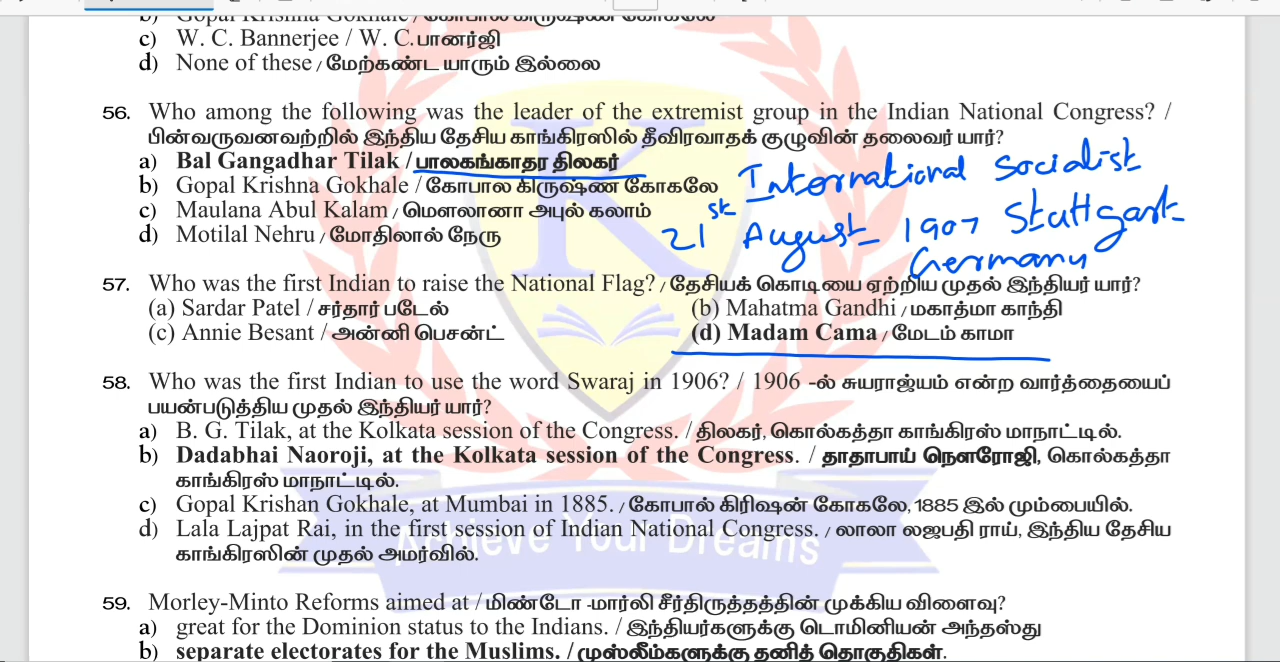 b) Gopal Krishna Gokhale / கோபால கிருஷ்ண கோகலே
c) W. C. Bannerjee / W. C.பானர்ஜி
d) None of these / மேற்கண்ட யாரும் இல்லை
56. Who among the following was the leader of the extremist group in the Indian National Congress? /
பின்வருவனவற்றில் இந்திய தேசிய காங்கிரஸில் தீவிரவாதக் குழுவின் தலைவர் யார்?
a) Bal Gangadhar Tilak / பாலகங்காதர திலகர்
b) Gopal Krishna Gokhale / கோபால கிருஷ்ண கோகலே
c) Maulana Abul Kalam / மௌலானா அபுல் கலாம்
d) Motilal Nehru / மோதிலால் நேரு
International Socialist
21st August 1907 Stuttgart
Germany
57. Who was the first Indian to raise the National Flag? / தேசியக் கொடியை ஏற்றிய முதல் இந்தியர் யார்?
(a) Sardar Patel / சர்தார் படேல் (b) Mahatma Gandhi / மகாத்மா காந்தி
(c) Annie Besant / அன்னி பெசன்ட் (d) Madam Cama / மேடம் காமா
58. Who was the first Indian to use the word Swaraj in 1906? / 1906 -ல் சுயராஜ்யம் என்ற வார்த்தையைப்
பயன்படுத்திய முதல் இந்தியர் யார்?
a) B. G. Tilak, at the Kolkata session of the Congress. / திலகர், கொல்கத்தா காங்கிரஸ் மாநாட்டில்.
b) Dadabhai Naoroji, at the Kolkata session of the Congress. / தாதாபாய் நௌரோஜி, கொல்கத்தா
காங்கிரஸ் மாநாட்டில்.
c) Gopal Krishan Gokhale, at Mumbai in 1885. / கோபால் கிரிஷன் கோகலே, 1885 இல் மும்பையில்.
d) Lala Lajpat Rai, in the first session of Indian National Congress. / லாலா லஜபதி ராய், இந்திய தேசிய
காங்கிரஸின் முதல் அமர்வில்.
Achieve Your Dreams
59. Morley-Minto Reforms aimed at / மிண்டோ -மார்லி சீர்திருத்தத்தின் முக்கிய விளைவு?
a) great for the Dominion status to the Indians. / இந்தியர்களுக்கு டொமினியன் அந்தஸ்து
b) separate electorates for the Muslims. / முஸ்லீம்களுக்கு தனித் தொகுதிகள்.